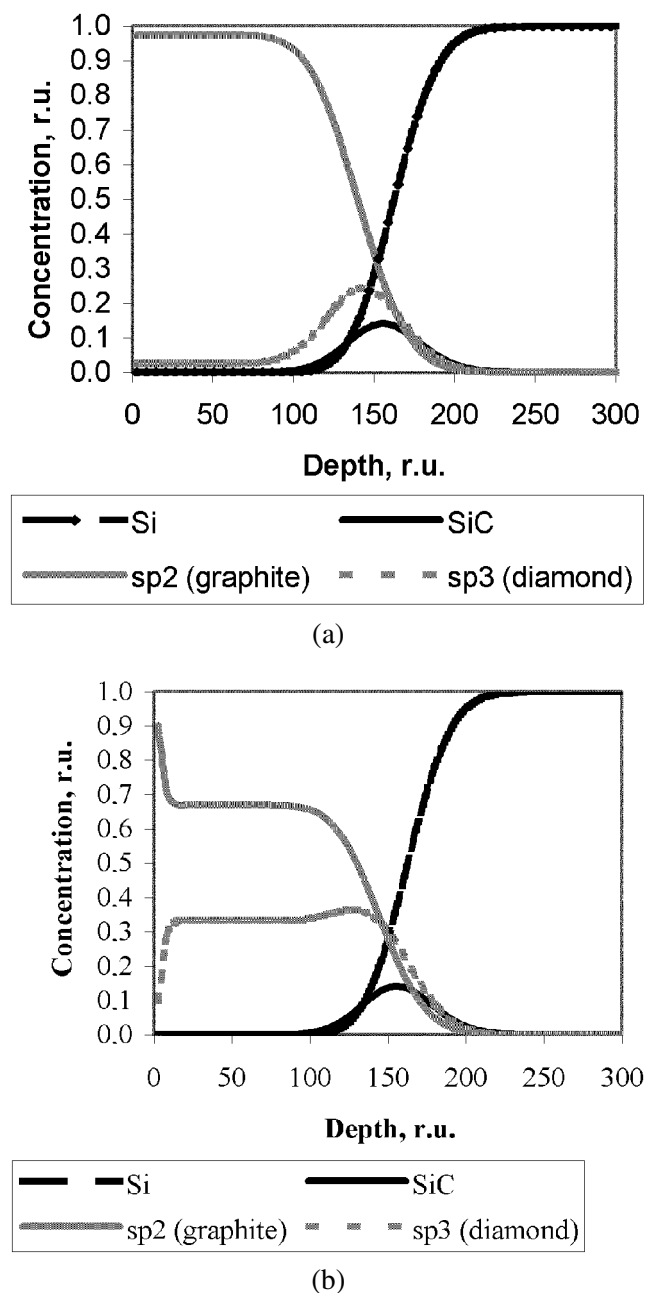 1.0
0.9
0.8
0.7
0.6
0.5
0.4
0.3
0.2
0.1
0.0
Concentration, r.u.
0 50 100 150 200 250 300
Depth, r.u.
Si SiC
sp2 (graphite) sp3 (diamond)
(a)
1.0
0.9
0.8
0.7
0.6
0.5
0.4
0.3
0.2
0.1
0.0
Concentration, r.u.
0 50 100 150 200 250 300
Depth, r.u.
Si SiC
sp2 (graphite) sp3 (diamond)
(b)